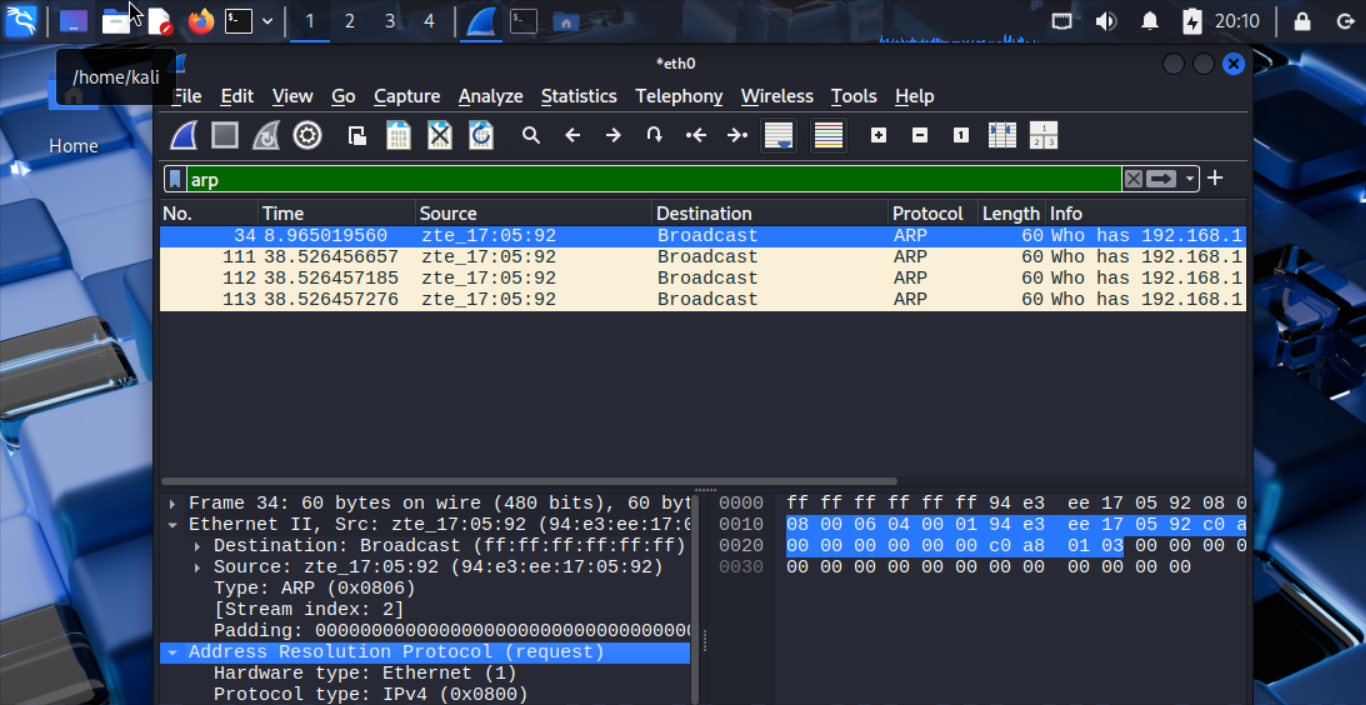 1 2 3 4 20:10
/home/kali
Home
*eth0
File Edit View Go Capture Analyze Statistics Telephony Wireless Tools Help
arp
No. Time Source Destination Protocol Length Info
34 8.965019560 zte_17:05:92 Broadcast ARP 60 Who has 192.168.1
111 38.526456657 zte_17:05:92 Broadcast ARP 60 Who has 192.168.1
112 38.526457185 zte_17:05:92 Broadcast ARP 60 Who has 192.168.1
113 38.526457276 zte_17:05:92 Broadcast ARP 60 Who has 192.168.1
Frame 34: 60 bytes on wire (480 bits), 60 byt
Ethernet II, Src: zte_17:05:92 (94:e3:ee:17:0
Destination: Broadcast (ff:ff:ff:ff:ff:ff)
Source: zte_17:05:92 (94:e3:ee:17:05:92)
Type: ARP (0x0806)
[Stream index: 2]
Padding: 000000000000000000000000000000000
Address Resolution Protocol (request)
Hardware type: Ethernet (1)
Protocol type: IPv4 (0x0800)
0000 ff ff ff ff ff ff 94 e3 ee 17 05 92 08 0
0010 08 00 06 04 00 01 94 e3 ee 17 05 92 c0 a
0020 00 00 00 00 00 00 c0 a8 01 03 00 00 00 0
0030 00 00 00 00 00 00 00 00 00 00 00 00